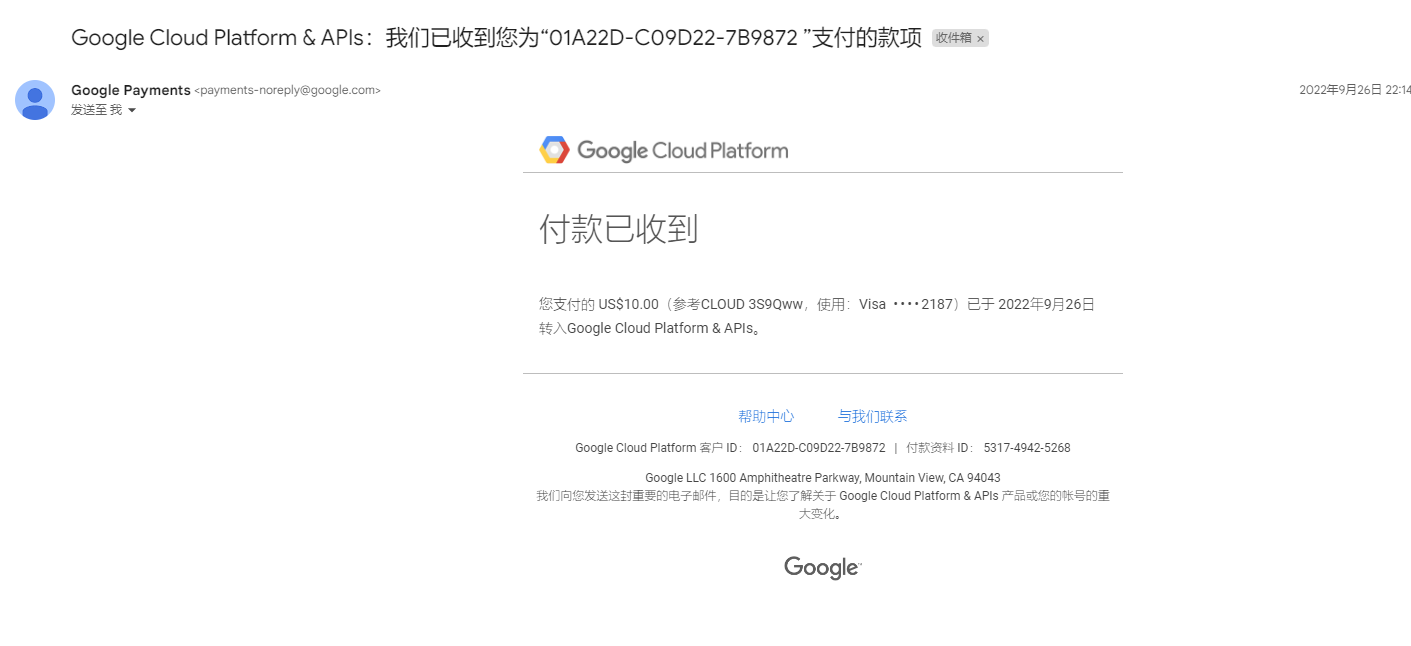 Google Cloud Platform & APIs：我们已收到您为“01A22D-C09D22-7B9872 ”支付的款项 收件箱 ×
Google Payments <payments-noreply@google.com> 2022年9月26日 22:14
发送至 我
Google Cloud Platform
付款已收到
您支付的 US$10.00（参考CLOUD 3S9Qww，使用：Visa ····2187）已于 2022年9月26日
转入Google Cloud Platform & APIs。
帮助中心 与我们联系
Google Cloud Platform 客户 ID： 01A22D-C09D22-7B9872 | 付款资料 ID： 5317-4942-5268
Google LLC 1600 Amphitheatre Parkway, Mountain View, CA 94043
我们向您发送这封重要的电子邮件，目的是让您了解关于 Google Cloud Platform & APIs 产品或您的帐号的重
大变化。
Google™